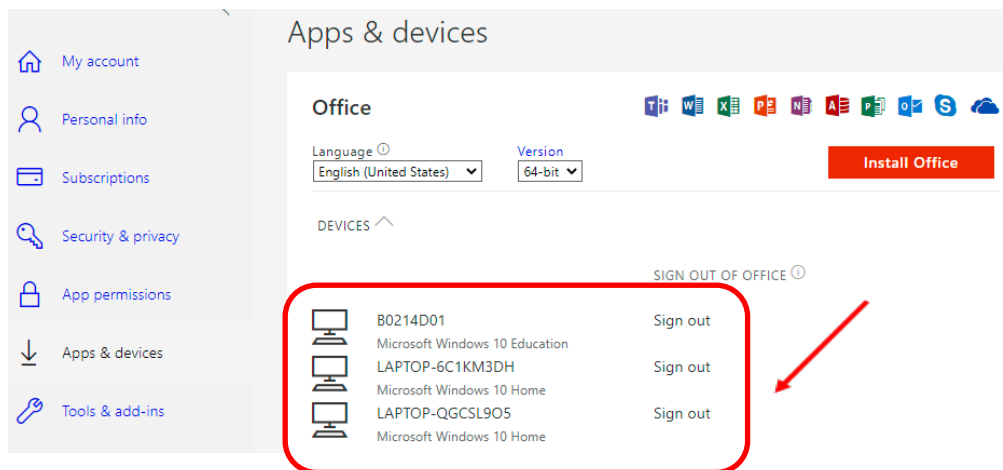 Apps & devices
My account
Personal info
Subscriptions
Security & privacy
App permissions
Apps & devices
Tools & add-ins
Office
Language
Version
English (United States)
64-bit
Install Office
DEVICES
SIGN OUT OF OFFICE
B0214D01 Sign out
Microsoft Windows 10 Education
LAPTOP-6C1KM3DH Sign out
Microsoft Windows 10 Home
LAPTOP-QGCSL9O5 Sign out
Microsoft Windows 10 Home